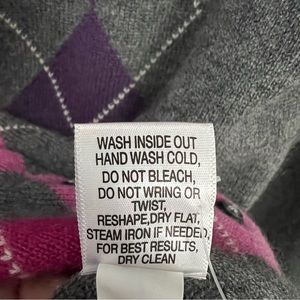 WASH INSIDE OUT
HAND WASH COLD,
DO NOT BLEACH,
DO NOT WRING OR
TWIST,
RESHAPE,DRY FLAT,
STEAM IRON IF NEEDED,
FOR BEST RESULTS,
DRY CLEAN